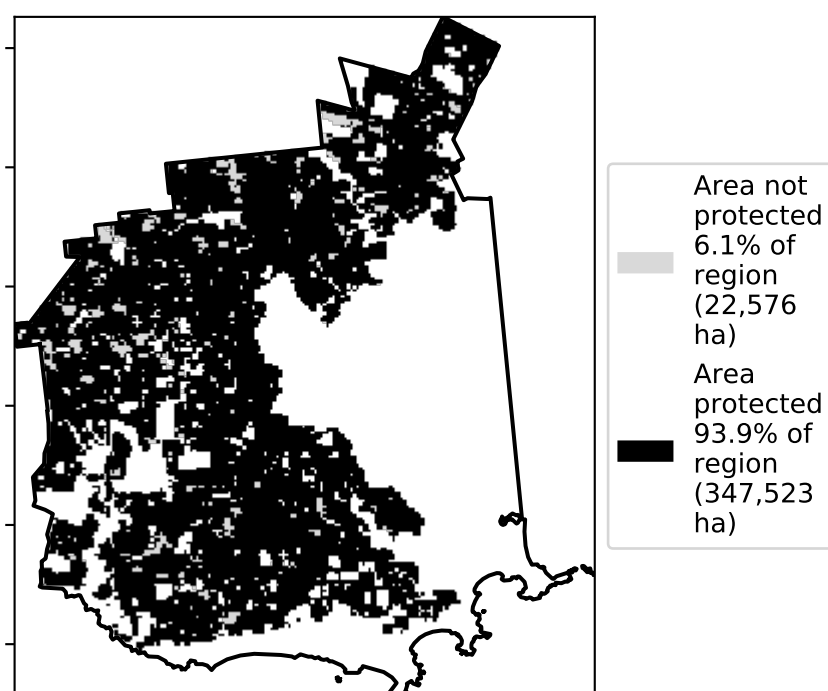 Area not
protected
6.1% of
region
(22,576
ha)
Area
protected
93.9% of
region
(347,523
ha)